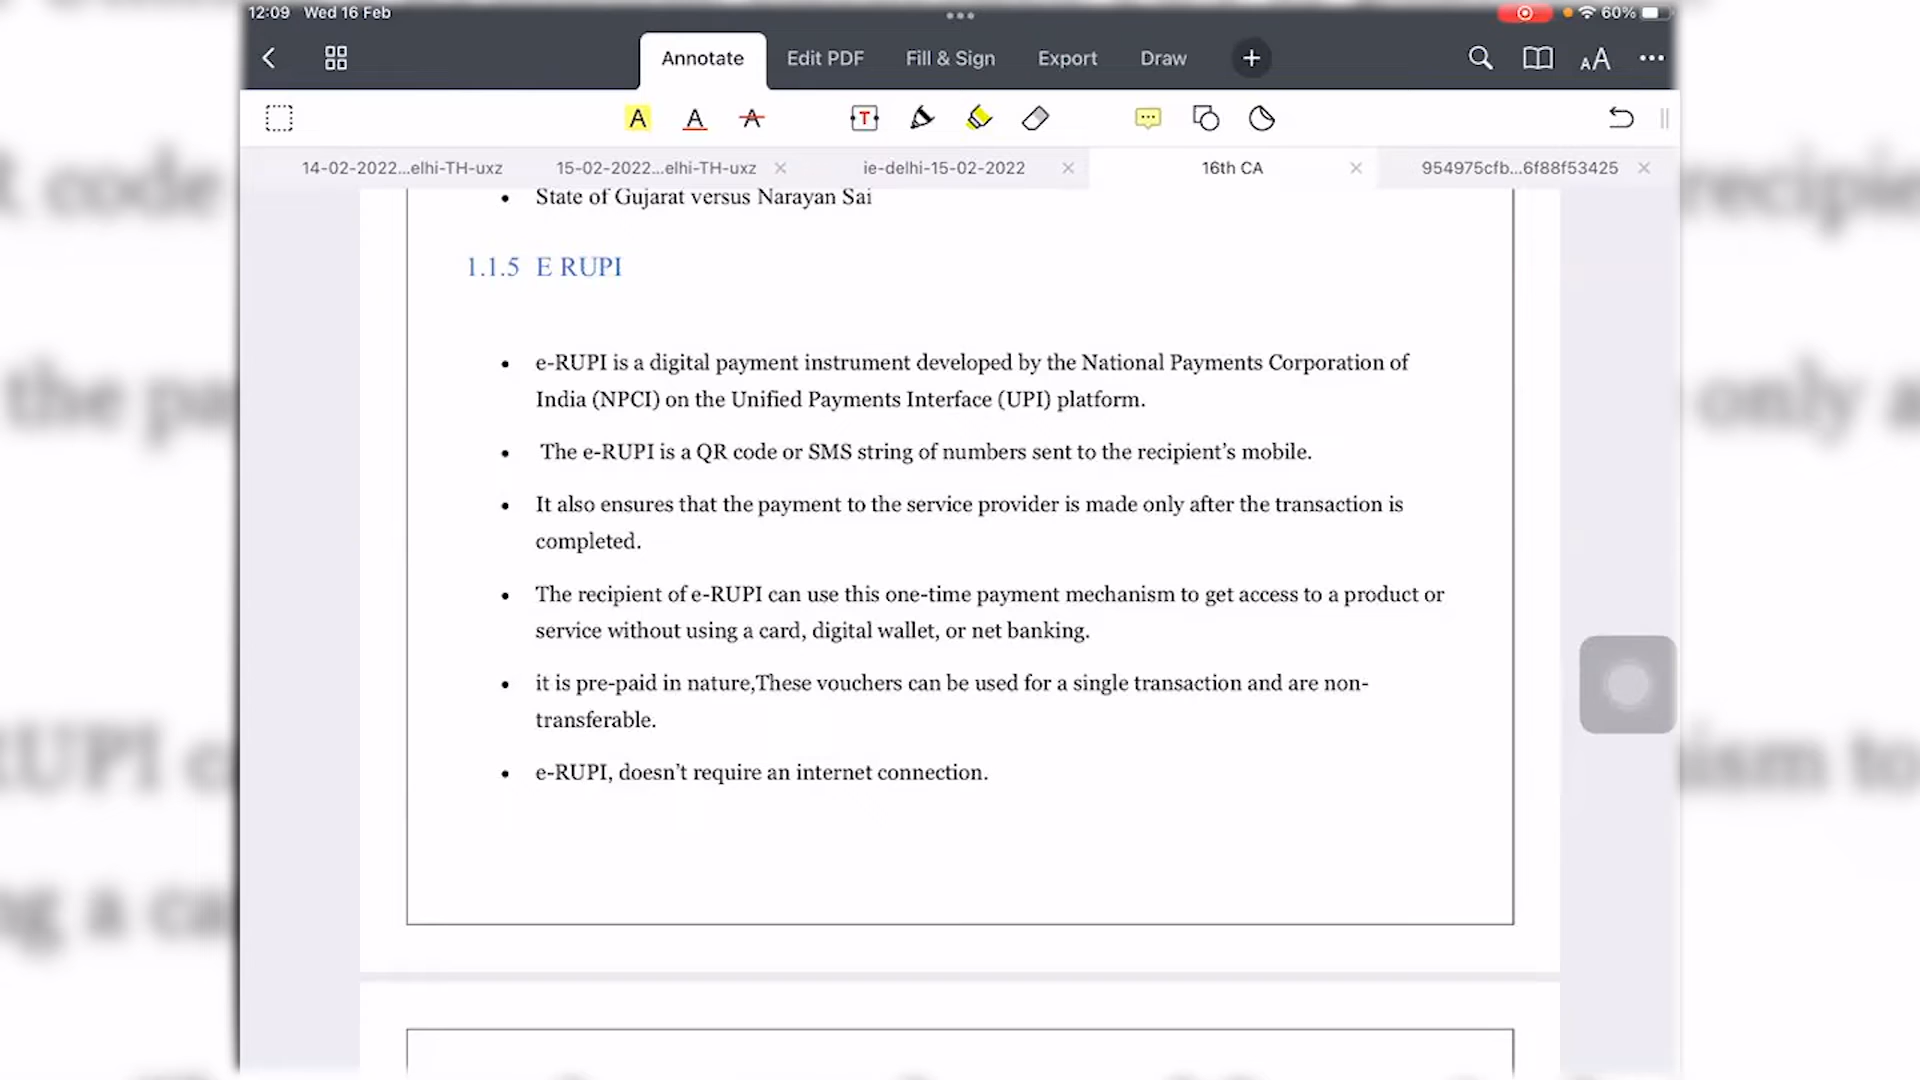 12:09 Wed 16 Feb
60%
Annotate Edit PDF Fill & Sign Export Draw
AA
A A A T
14-02-2022...elhi-TH-uxz 15-02-2022...elhi-TH-uxz ie-delhi-15-02-2022 16th CA 954975cfb...6f88f53425
• State of Gujarat versus Narayan Sai
1.1.5 E RUPI
• e-RUPI is a digital payment instrument developed by the National Payments Corporation of
India (NPCI) on the Unified Payments Interface (UPI) platform.
• The e-RUPI is a QR code or SMS string of numbers sent to the recipient’s mobile.
• It also ensures that the payment to the service provider is made only after the transaction is
completed.
• The recipient of e-RUPI can use this one-time payment mechanism to get access to a product or
service without using a card, digital wallet, or net banking.
• it is pre-paid in nature,These vouchers can be used for a single transaction and are non-
transferable.
• e-RUPI, doesn’t require an internet connection.